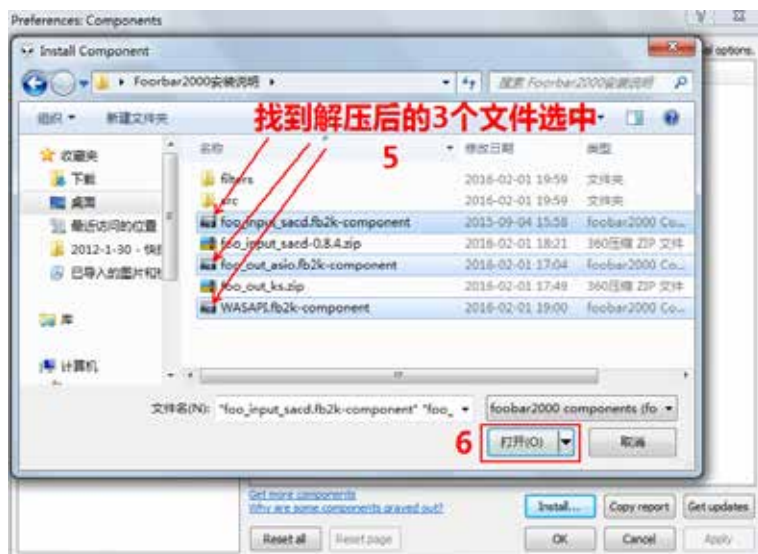 Preferences: Components
Install Component
al options.
Foorbar2000安装说明
搜索 Foorbar2000安装说明
组织
新建文件夹
找到解压后的3个文件选中
5
收藏夹
下载
桌面
最近访问的位置
2012-1-30 - 快
已导入的图片和
库
计算机
名称
修改日期
类型
filters
2016-02-01 19:59
文件夹
src
2016-02-01 19:59
文件夹
foo_input_sacd.fb2k-component
2015-09-04 15:58
foobar2000 Co...
foo_input_sacd-0.8.4.zip
2016-02-01 18:21
360压缩 ZIP 文件
foo_out_asio.fb2k-component
2016-02-01 17:04
foobar2000 Co...
foo_out_ks.zip
2016-02-01 17:49
360压缩 ZIP 文件
WASAPI.fb2k-component
2016-02-01 19:00
foobar2000 Co...
文件名(N):
"foo_input_sacd.fb2k-component" "foo_
foobar2000 components (fo
6
打开(O)
取消
Get more components
Why are some components grayed out?
Install...
Copy report
Get updates
Reset all
Reset page
OK
Cancel
Apply